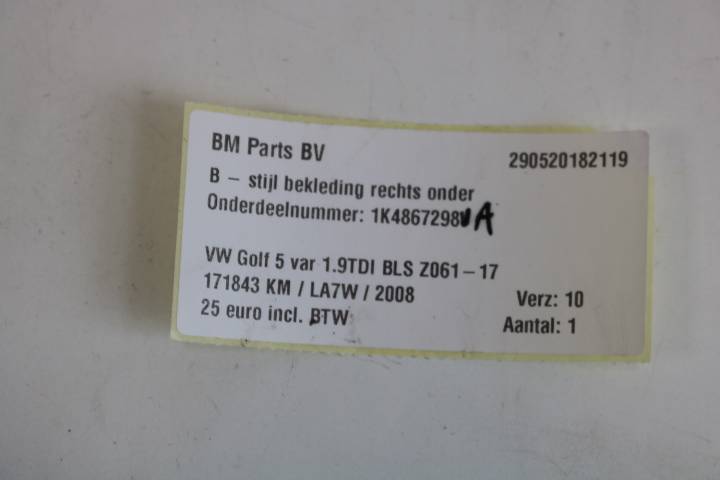 BM Parts BV
290520182119
B – stijl bekleding rechts onder
Onderdeelnummer: 1K4867298 A
VW Golf 5 var 1.9TDI BLS Z061–17
171843 KM / LA7W / 2008
Verz: 10
25 euro incl. BTW
Aantal: 1